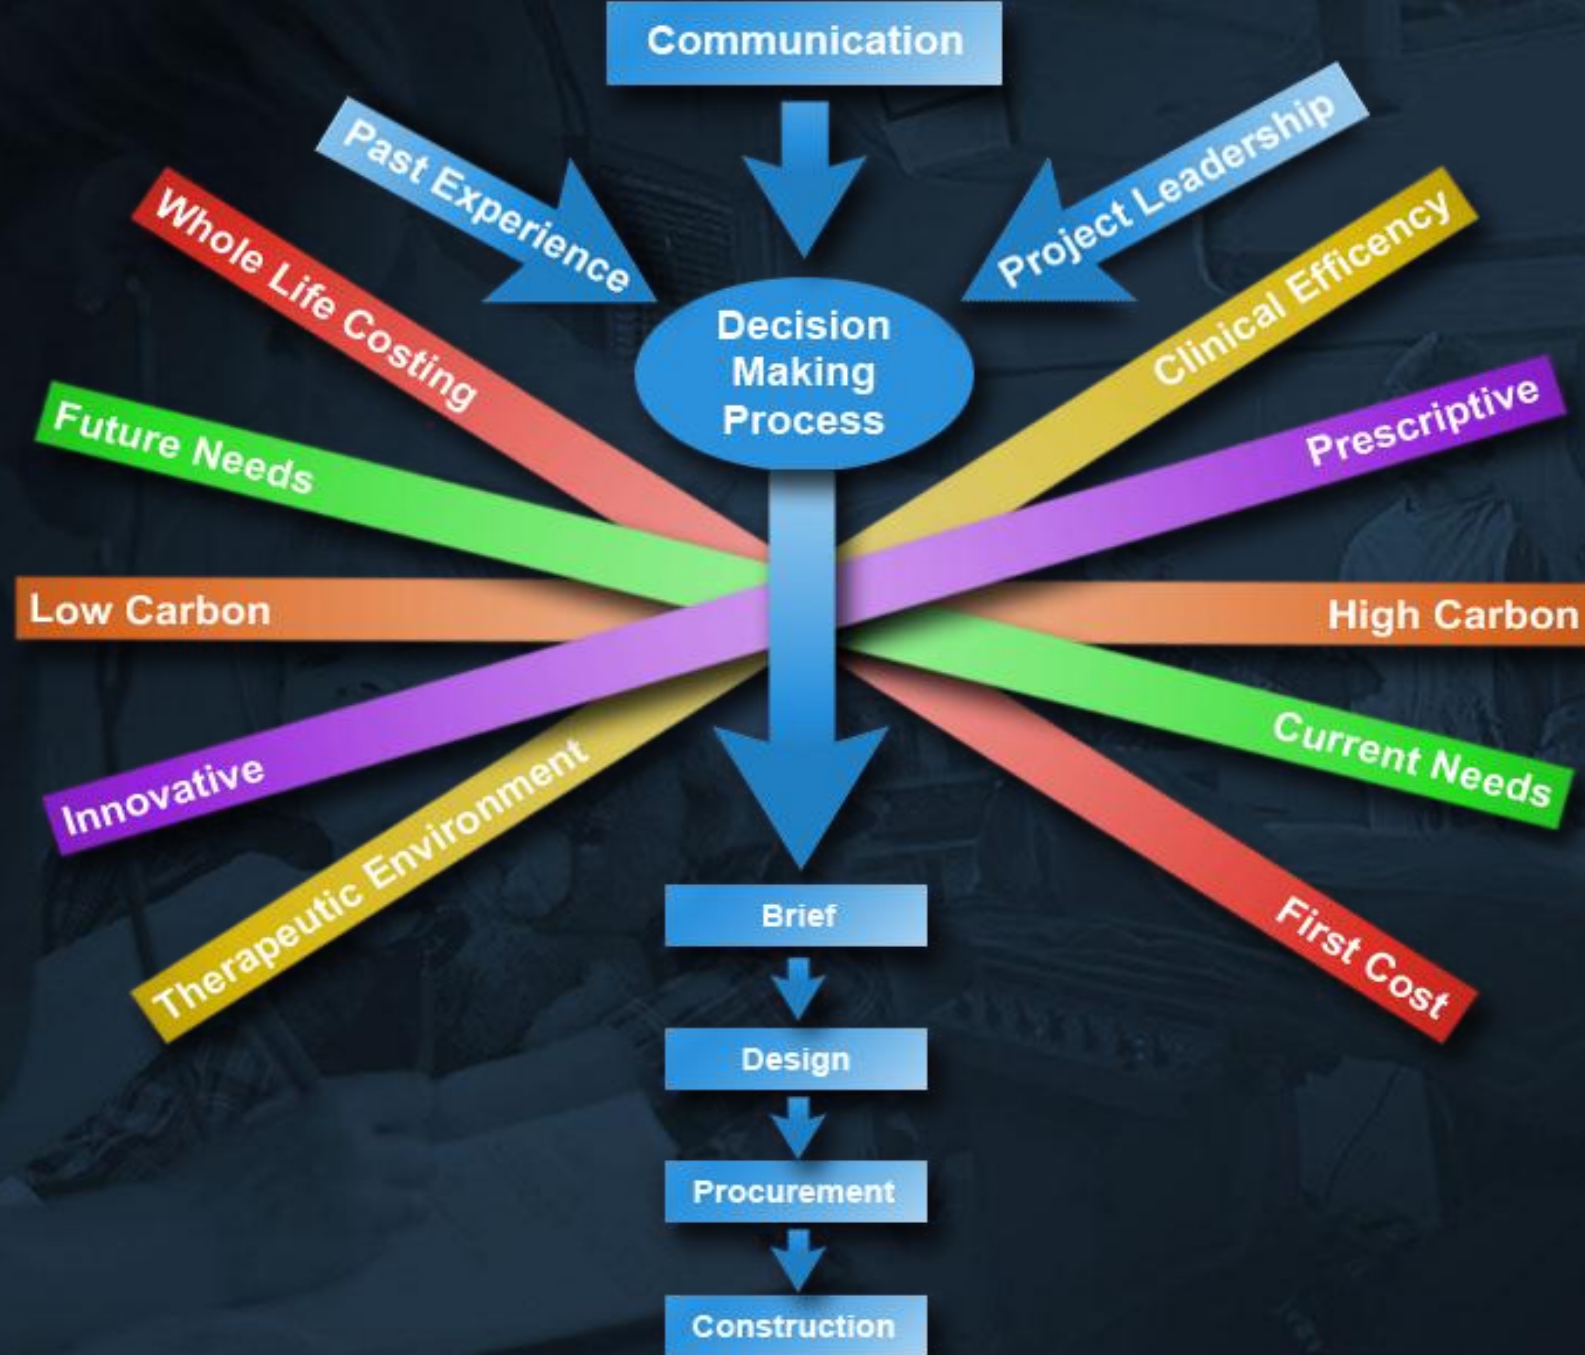 Communication
Past Experience
Project Leadership
Whole Life Costing
Clinical Efficency
Decision
Making
Process
Future Needs
Prescriptive
Low Carbon
High Carbon
Innovative
Current Needs
Therapeutic Environment
First Cost
Brief
Design
Procurement
Construction